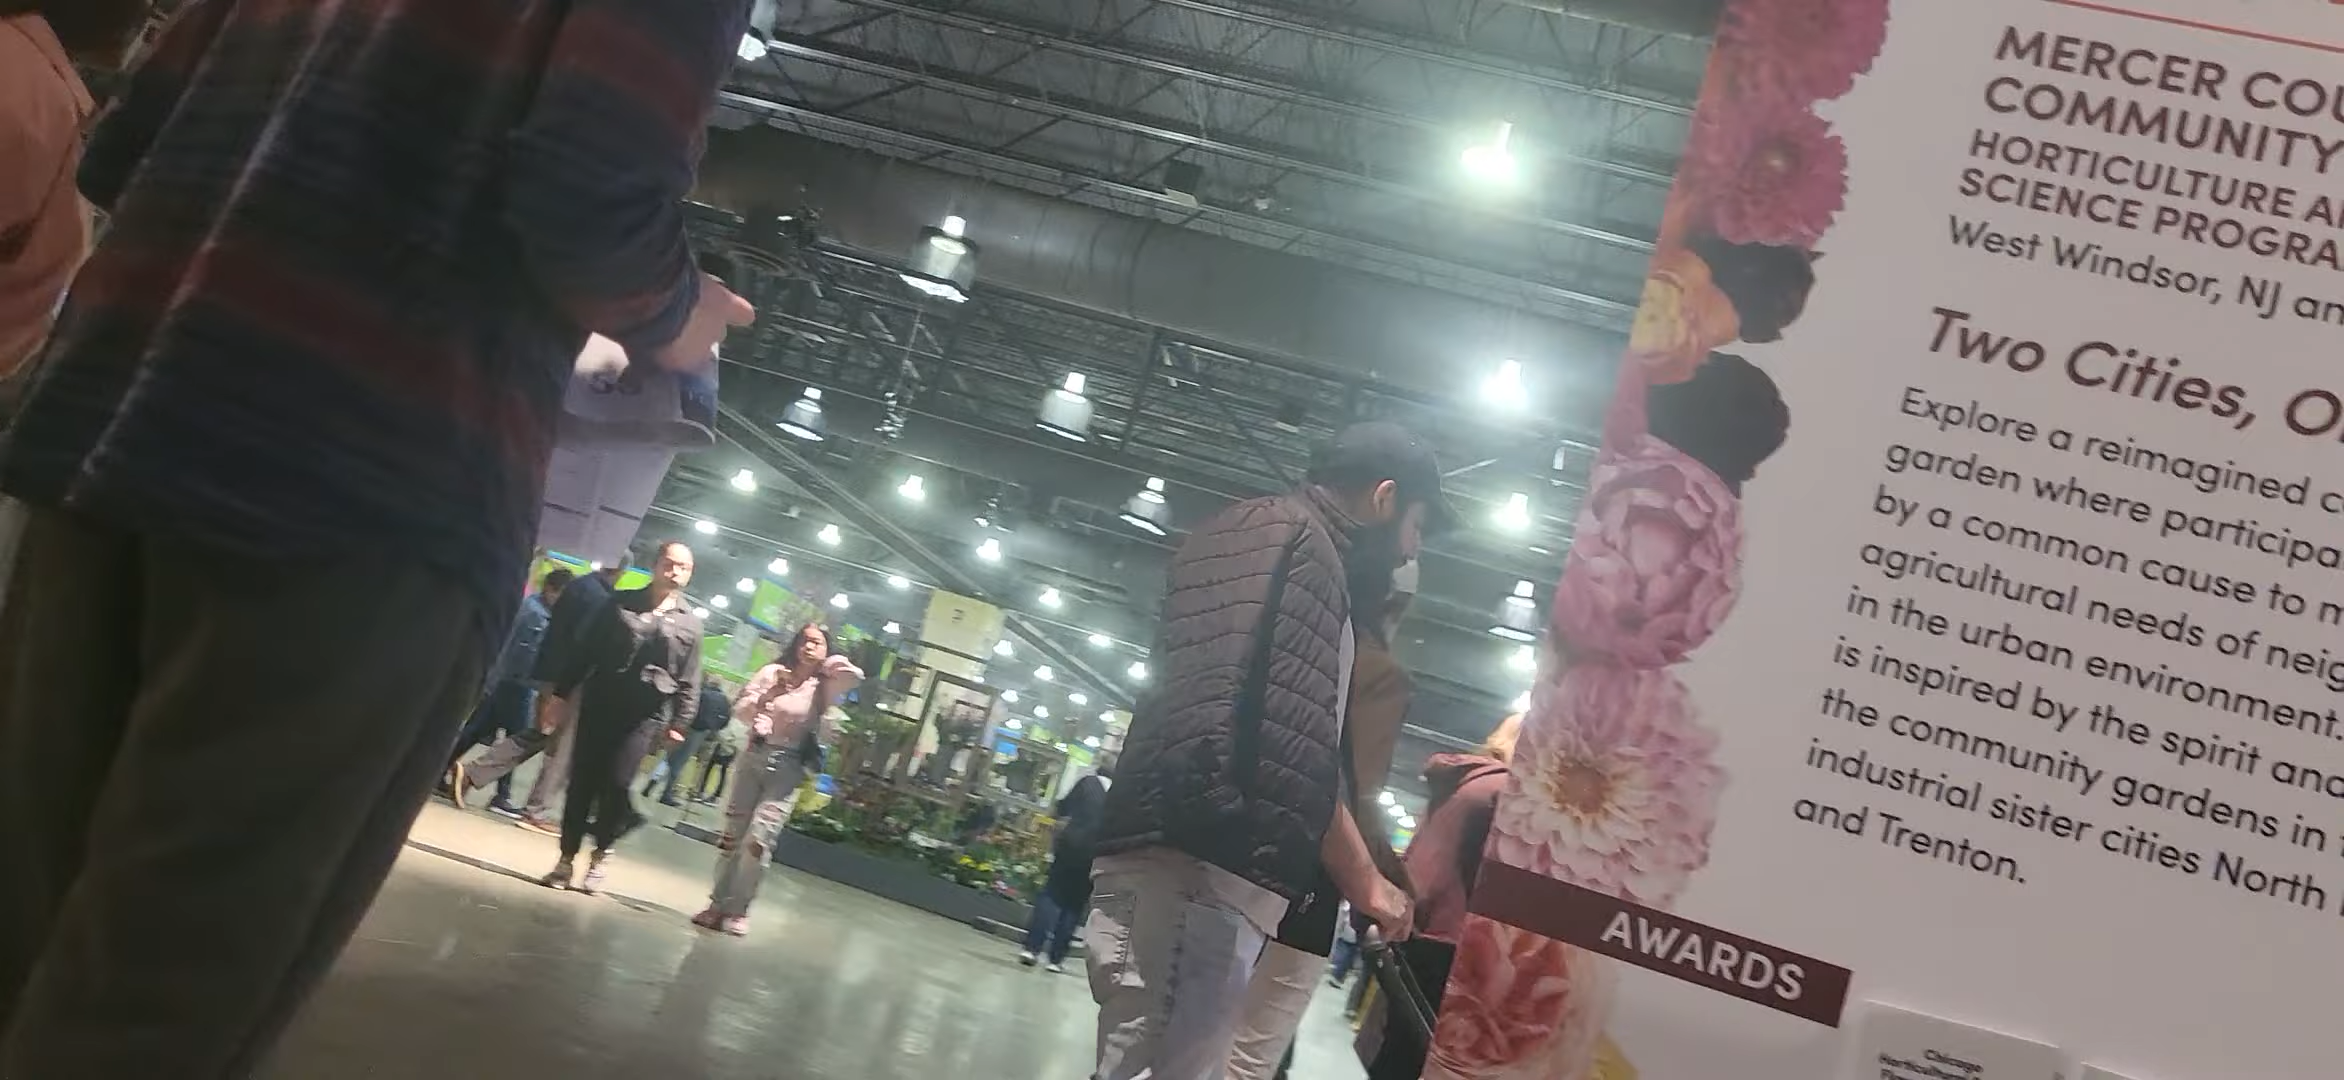 MERCER COU
COMMUNITY
HORTICULTURE A
SCIENCE PROGRA
West Windsor, NJ an
Two Cities, O
Explore a reimagined c
garden where participa
by a common cause to m
agricultural needs of neig
in the urban environment.
is inspired by the spirit and
the community gardens in
industrial sister cities North
and Trenton.
AWARDS
Chicago